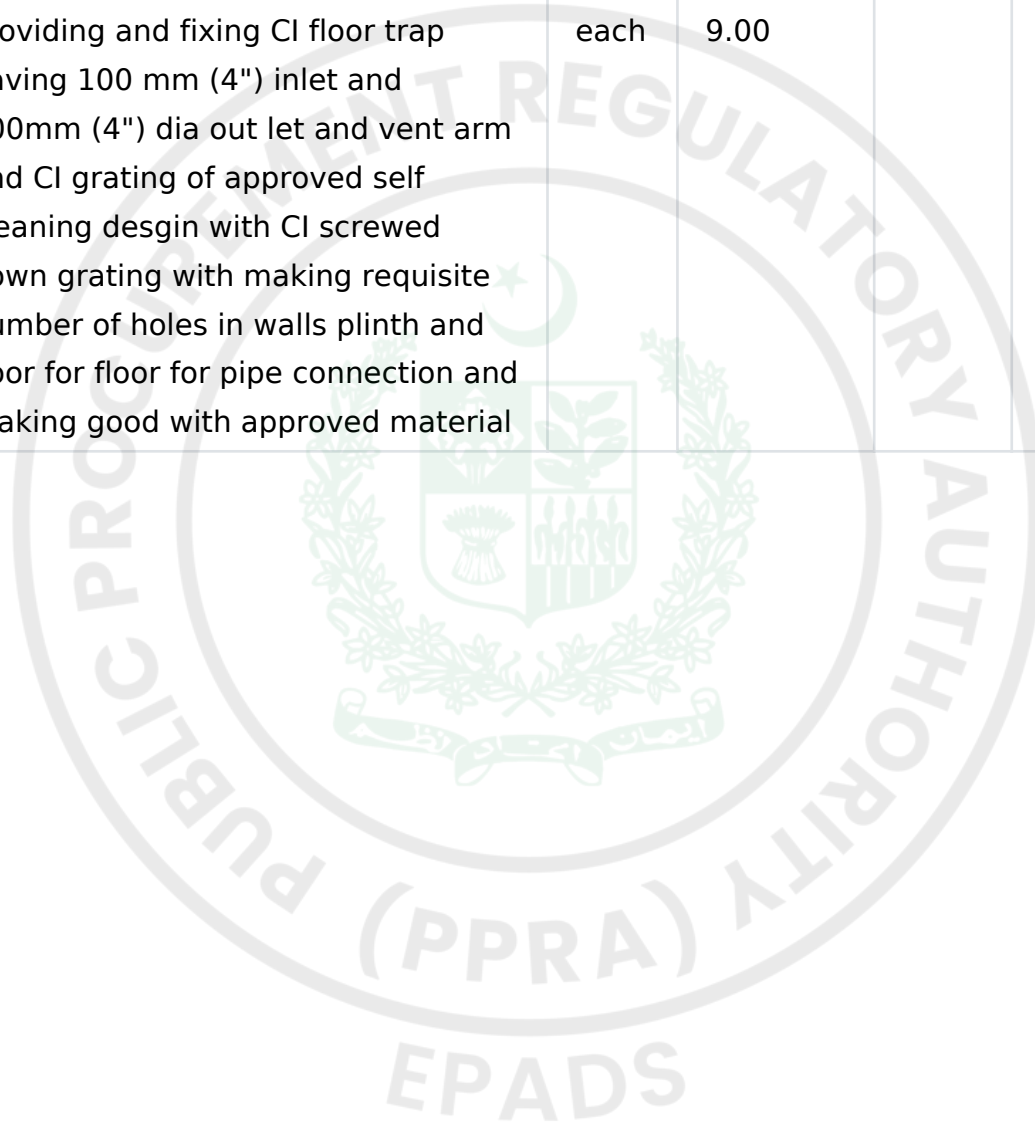 oviding and fixing CI floor trap each 9.00
aving 100 mm (4") inlet and
00mm (4") dia out let and vent arm
nd CI grating of approved self
eaning desgin with CI screwed
own grating with making requisite
umber of holes in walls plinth and
oor for floor for pipe connection and
aking good with approved material
PUBLIC PROCUREMENT REGULATORY AUTHORITY
(PPRA)
EPADS